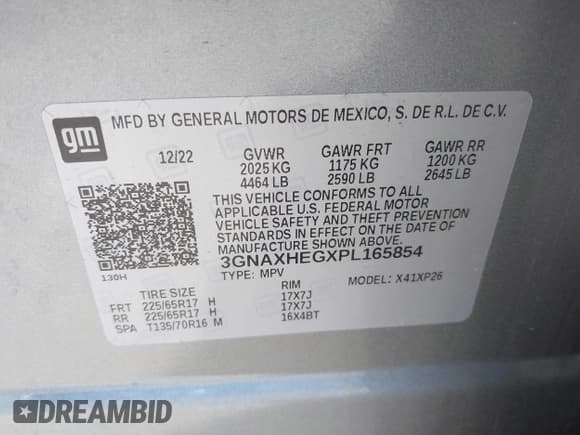 gm
MFD BY GENERAL MOTORS DE MEXICO, S. DE R.L. DE C.V.
12/22 GVWR GAWR FRT GAWR RR
2025 KG 1175 KG 1200 KG
4464 LB 2590 LB 2645 LB
THIS VEHICLE CONFORMS TO ALL
APPLICABLE U.S. FEDERAL MOTOR
VEHICLE SAFETY AND THEFT PREVENTION
STANDARDS IN EFFECT ON THE DATE OF
MANUFACTURE SHOWN ABOVE.
130H
3GNAXHEGXPL165854
TYPE: MPV MODEL: X41XP26
TIRE SIZE RIM
FRT 225/65R17 H 17X7J
RR 225/65R17 H 17X7J
SPA T135/70R16 M 16X4BT
DREAMBID